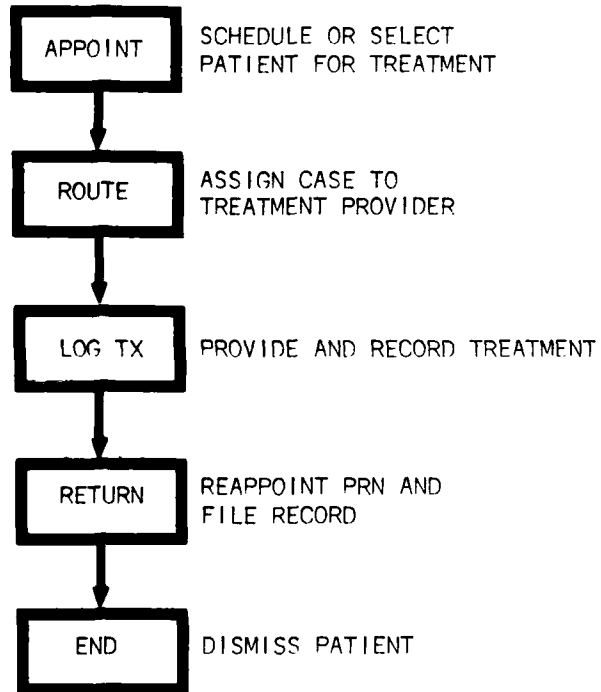 APPOINT
SCHEDULE OR SELECT
PATIENT FOR TREATMENT
ROUTE
ASSIGN CASE TO
TREATMENT PROVIDER
LOG TX
PROVIDE AND RECORD TREATMENT
RETURN
REAPPOINT PRN AND
FILE RECORD
END
DISMISS PATIENT